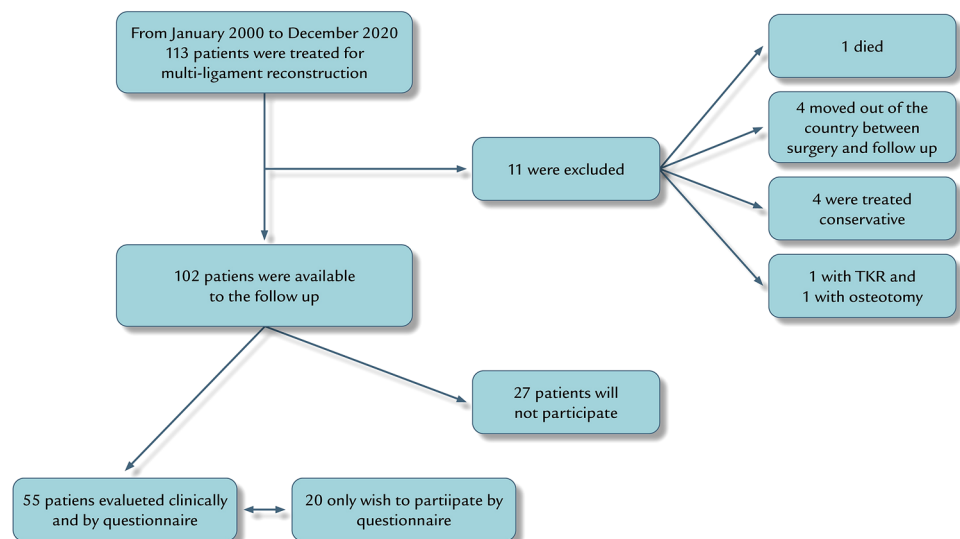 From January 2000 to December 2020
113 patients were treated for
multi-ligament reconstruction
1 died
4 moved out of the
country between
surgery and follow up
11 were excluded
4 were treated
conservative
1 with TKR and
1 with osteotomy
102 patiens were available
to the follow up
27 patients will
not participate
55 patiens evalueted clinically
and by questionnaire
20 only wish to partiipate by
questionnaire